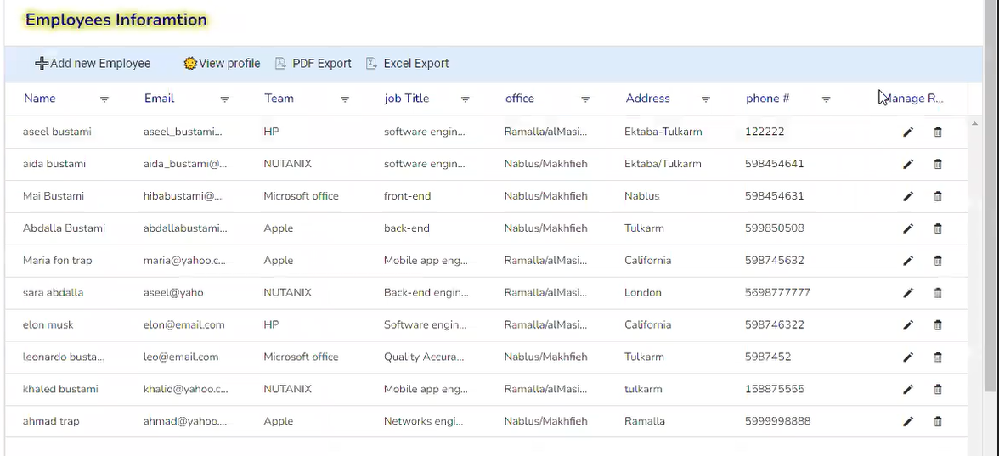 Employees Inforamtion
Add new Employee View profile PDF Export Excel Export
Name Email Team job Title office Address phone # Manage R...
aseel bustami aseel_bustami... HP software engin... Ramalla/alMasi... Ektaba-Tulkarm 122222
aida bustami aida_bustami@... NUTANIX software engin... Nablus/Makhfieh Ektaba/Tulkarm 598454641
Mai Bustami hibabustami@... Microsoft office front-end Nablus/Makhfieh Nablus 598454631
Abdalla Bustami abdallabustami... Apple back-end Nablus/Makhfieh Tulkarm 599850508
Maria fon trap maria@yahoo.c... Apple Mobile app eng... Ramalla/alMasi... California 598745632
sara abdalla aseel@yaho NUTANIX Back-end engin... Ramalla/alMasi... London 5698777777
elon musk elon@email.com HP Software engin... Ramalla/alMasi... California 598746322
leonardo busta... leo@email.com Microsoft office Quality Accura... Nablus/Makhfieh Tulkarm 5987452
khaled bustami khalid@yahoo.c... NUTANIX Mobile app eng... Ramalla/alMasi... tulkarm 158875555
ahmad trap ahmad@yahoo.... Apple Networks engi... Nablus/Makhfieh Ramalla 5999998888